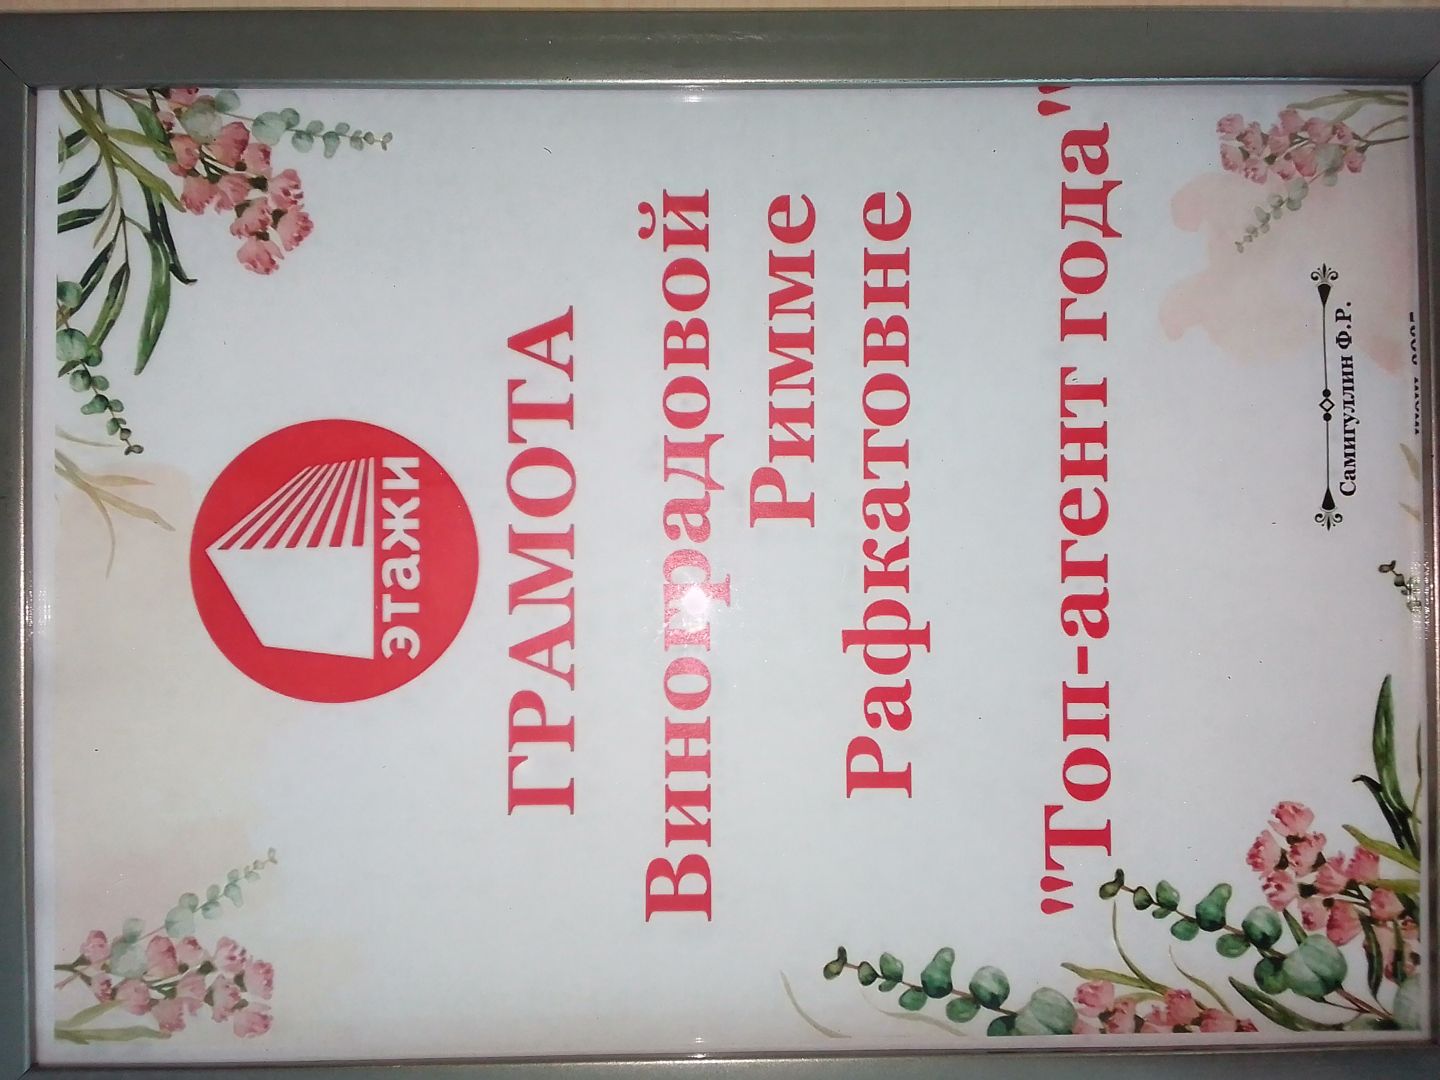 этажи
ГРАМОТА
Виноградовой
Римме
Рафкатовне
"Топ-агент года"
Самигуллин Ф.Р.